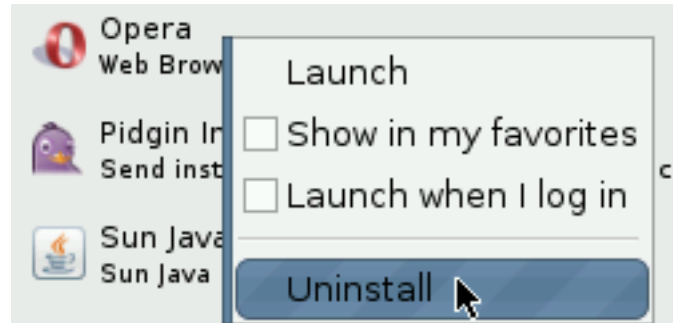 Opera
Web Brow
Launch
Show in my favorites
Pidgin In
Send inst
Launch when I log in
Sun Java
Sun Java
Uninstall